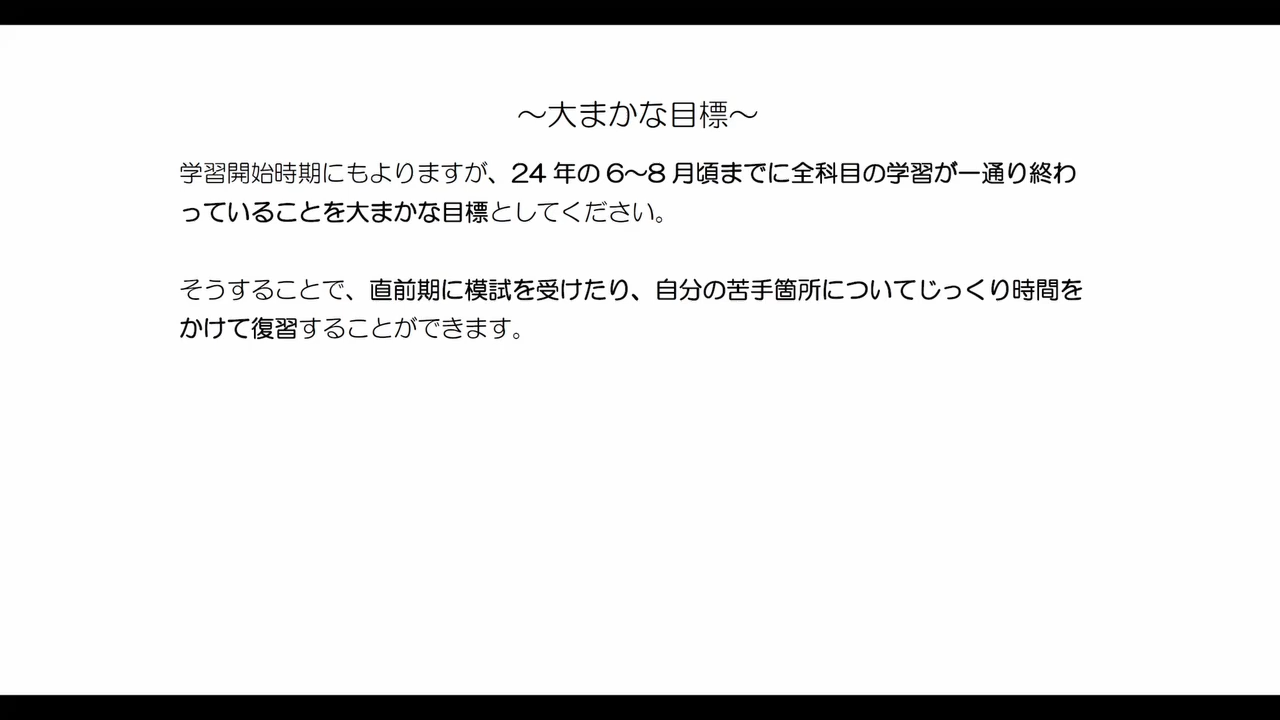 ～大まかな目標～
学習開始時期にもよりますが、24年の6～8月頃までに全科目の学習が一通り終わ
っていることを大まかな目標としてください。
そうすることで、直前期に模試を受けたり、自分の苦手箇所についてじっくり時間を
かけて復習することができます。